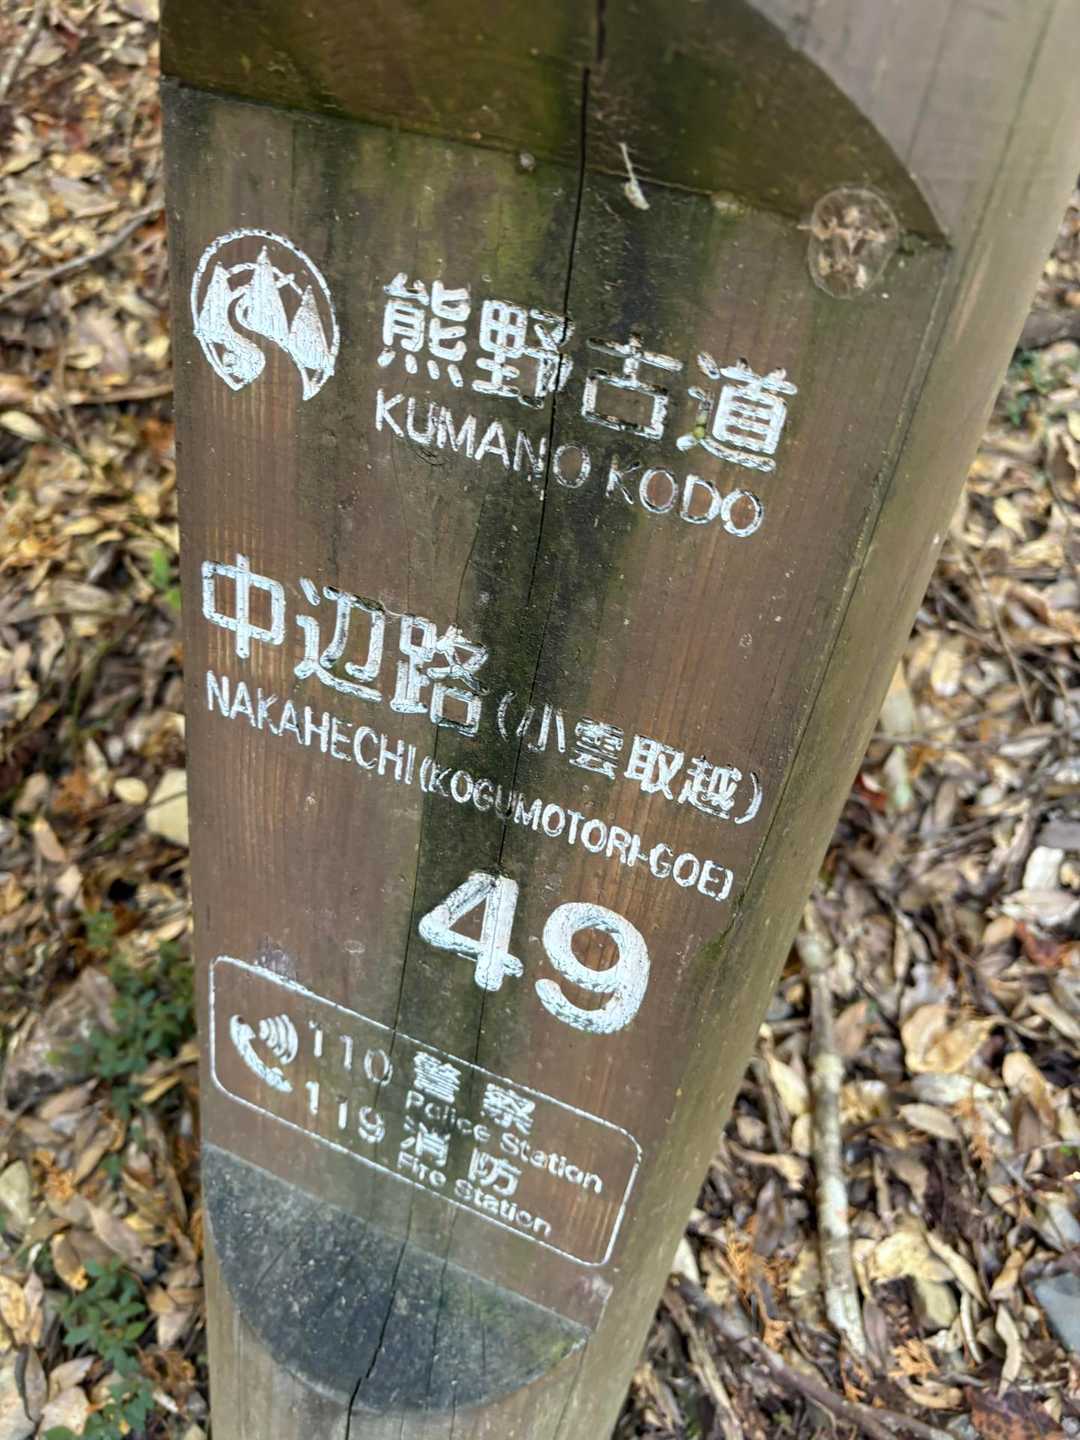 熊野古道
KUMANO KODO
中辺路(小雲取越)
NAKAHECHI(KOGUMOTORI-GOE)
49
110 警察
Police Station
119 消防
Fire Station